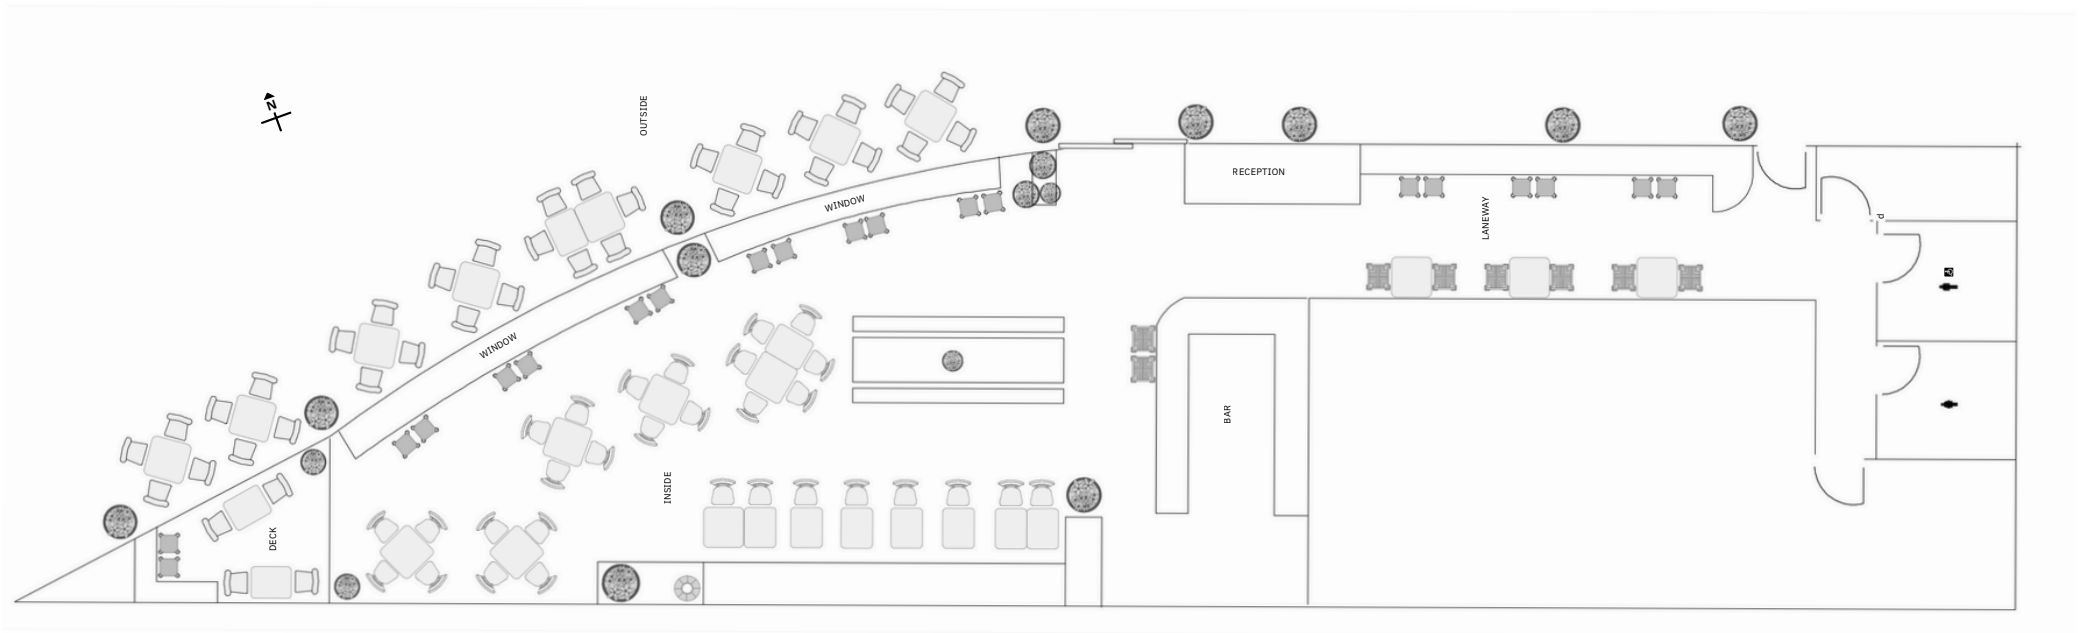 N
OUTSIDE
RECEPTION
WINDOW
LANEWAY
d
WINDOW
BAR
INSIDE
DECK